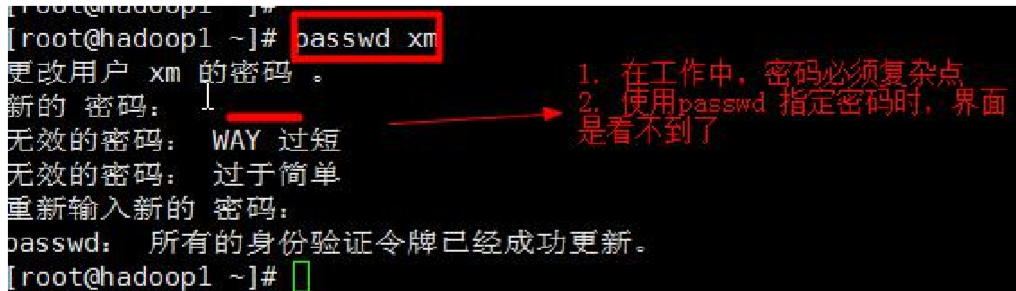 [root@hadoop1 ~]#
[root@hadoop1 ~]# passwd xm
更改用户 xm 的密码 。
新的 密码：
无效的密码： WAY 过短
无效的密码： 过于简单
重新输入新的 密码：
passwd： 所有的身份验证令牌已经成功更新。
[root@hadoop1 ~]#
1. 在工作中，密码必须复杂点
2. 使用passwd 指定密码时，界面
是看不到了